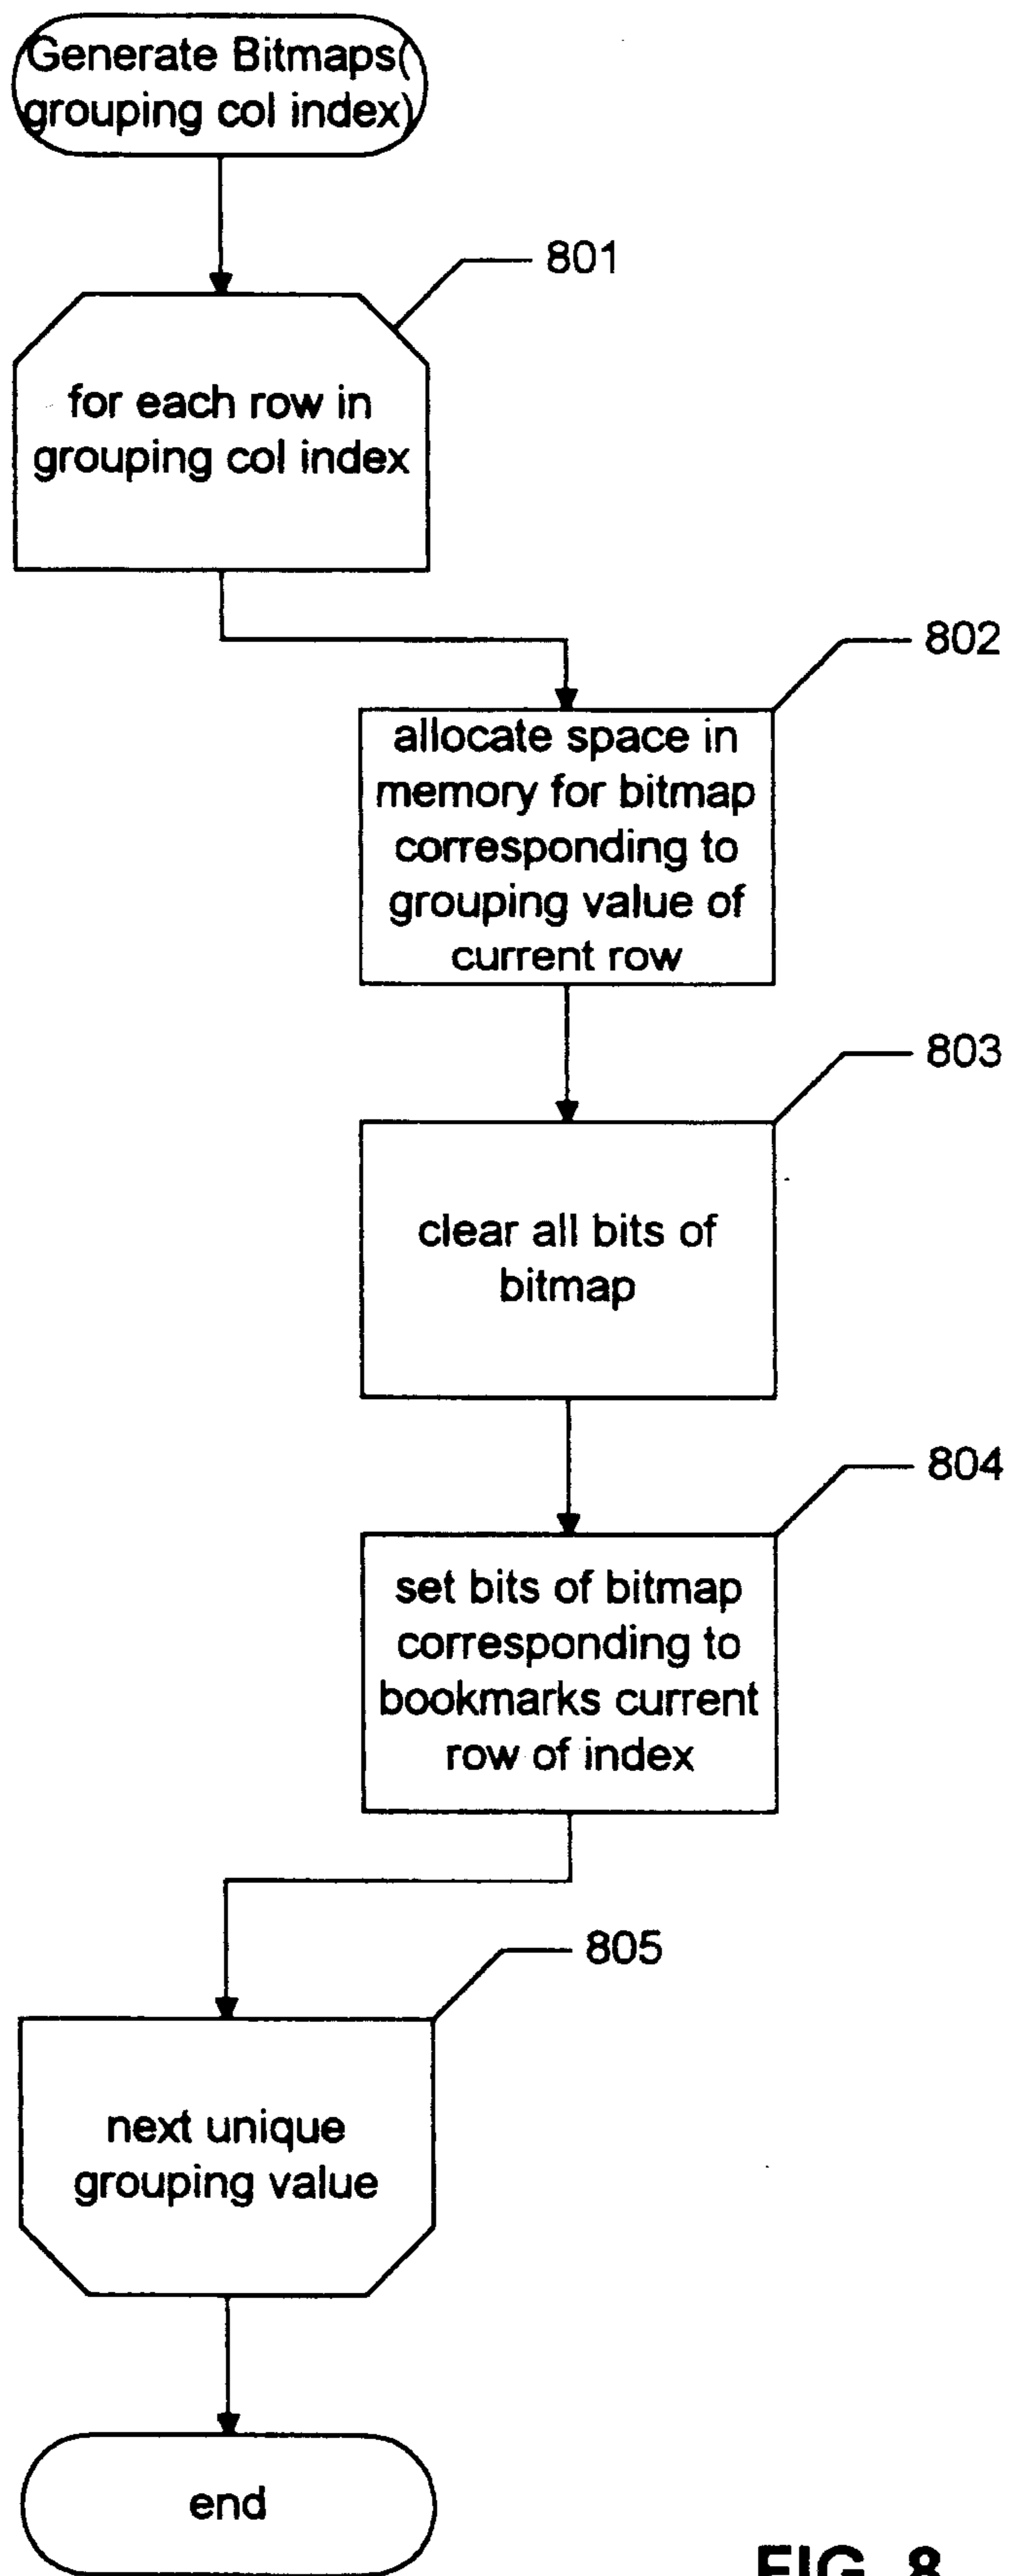 Generate Bitmaps(
grouping col index)
801
for each row in
grouping col index
802
allocate space in
memory for bitmap
corresponding to
grouping value of
current row
803
clear all bits of
bitmap
804
set bits of bitmap
corresponding to
bookmarks current
row of index
805
next unique
grouping value
end
FIG. 8